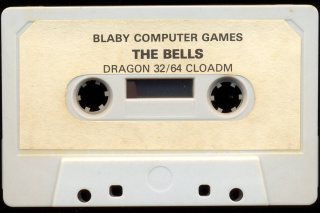 BLABY COMPUTER GAMES
THE BELLS
DRAGON 32/64 CLOADM